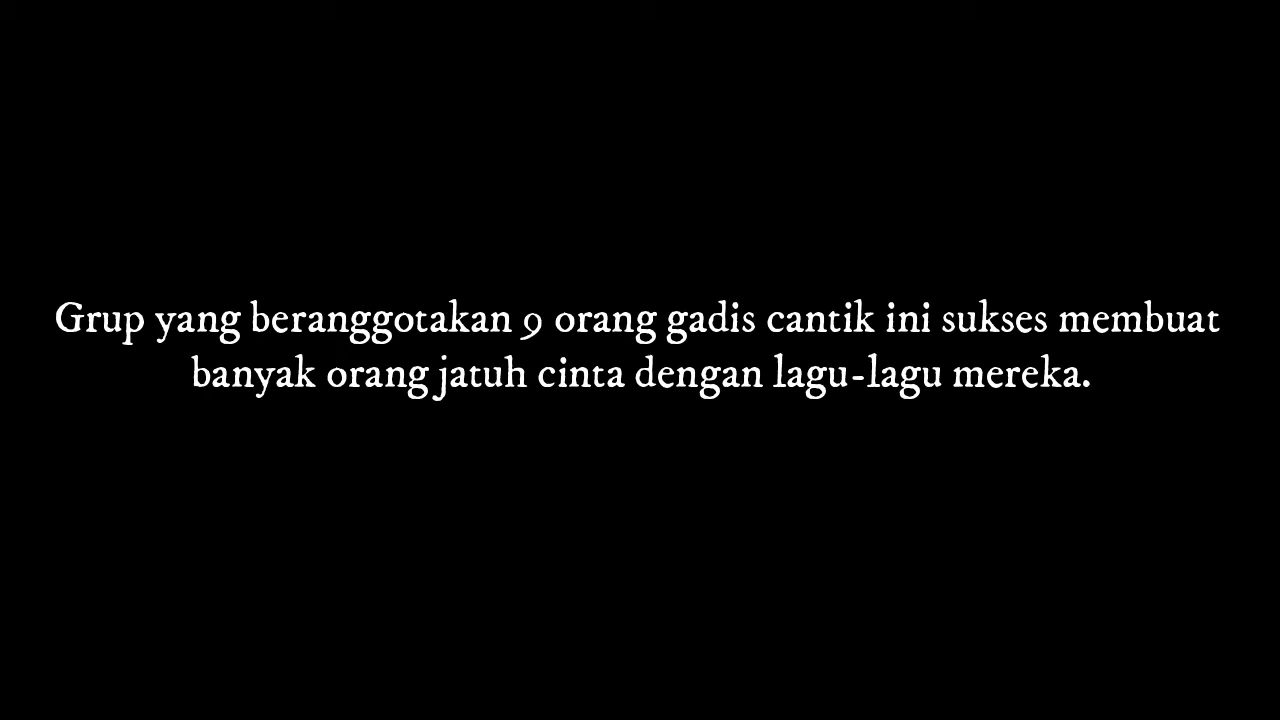 Grup yang beranggotakan 9 orang gadis cantik ini sukses membuat
banyak orang jatuh cinta dengan lagu-lagu mereka.